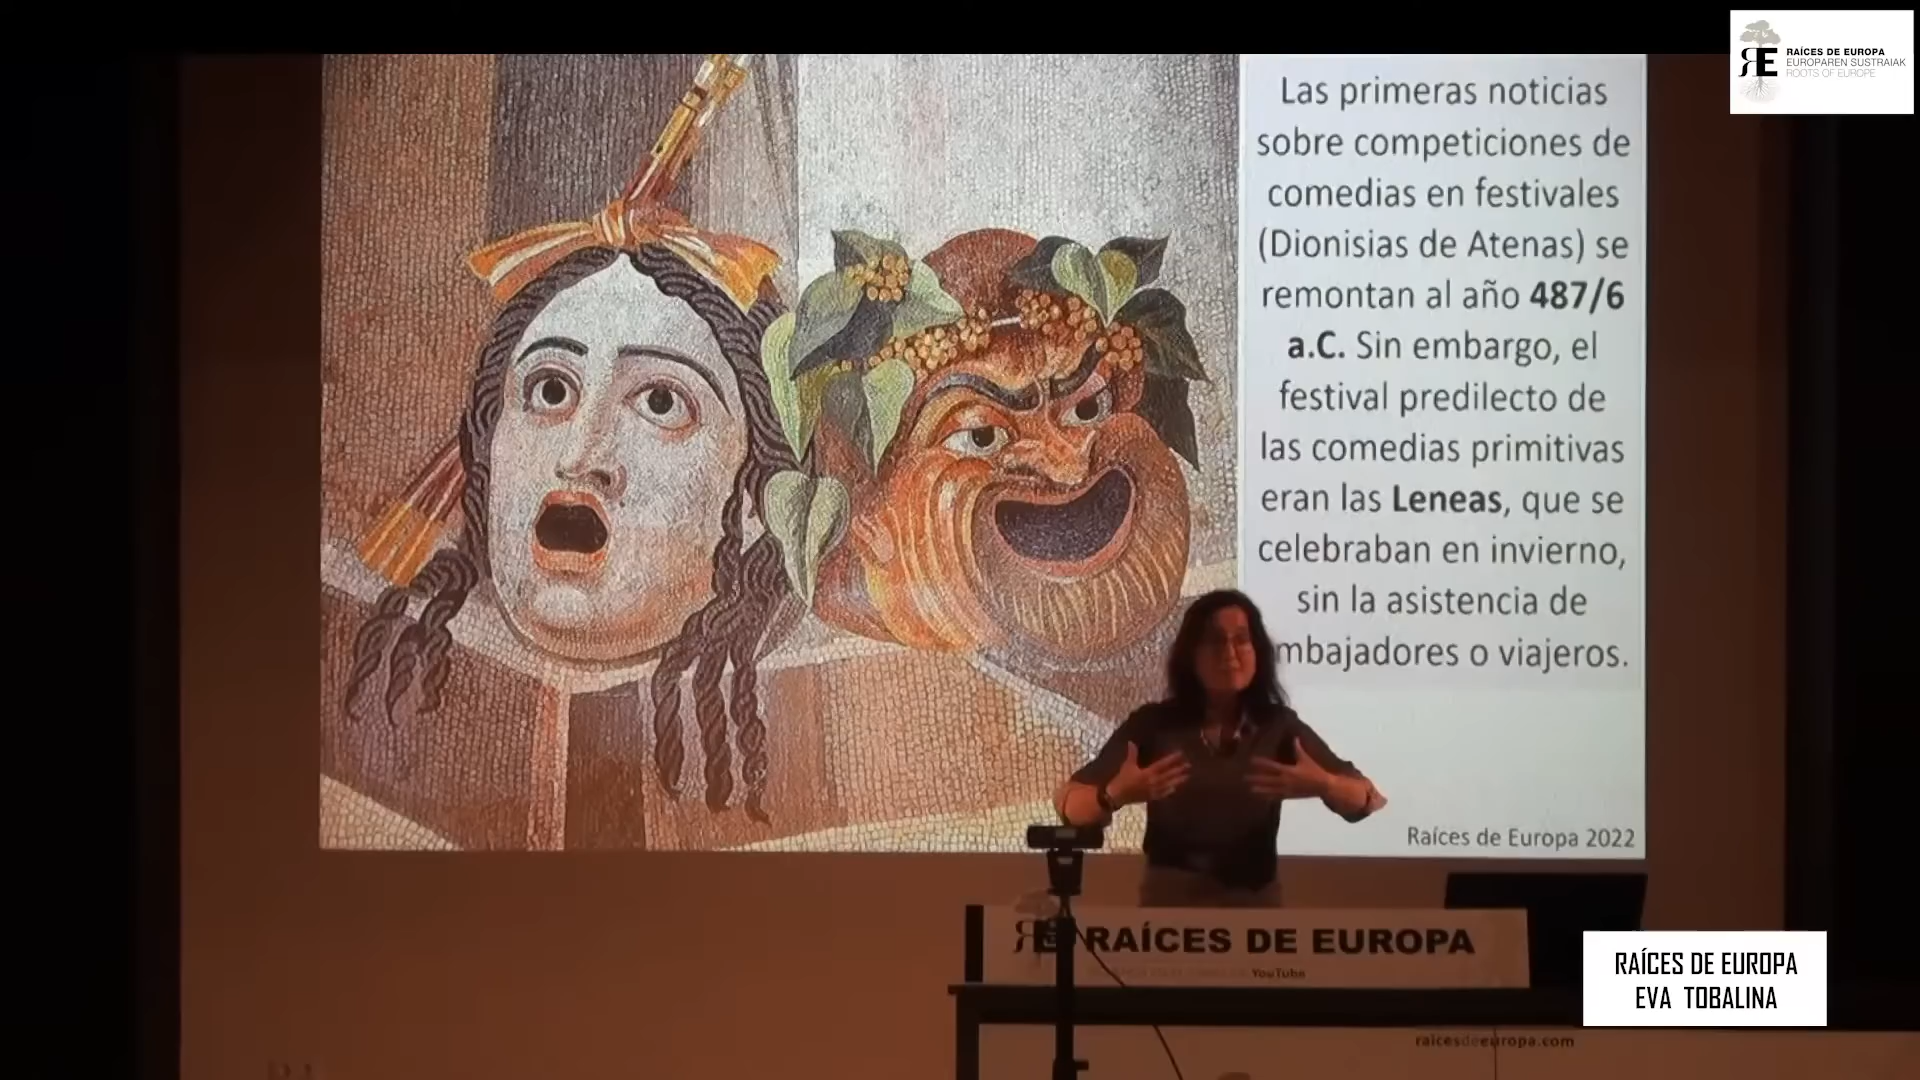 RAÍCES DE EUROPA
EUROPAREN SUSTRAIAK
ROOTS OF EUROPE
Las primeras noticias
sobre competiciones de
comedias en festivales
(Dionisias de Atenas) se
remontan al año 487/6
a.C. Sin embargo, el
festival predilecto de
las comedias primitivas
eran las Leneas, que se
celebraban en invierno,
sin la asistencia de
mbajadores o viajeros.
Raíces de Europa 2022
RAÍCES DE EUROPA
YouTube
RAÍCES DE EUROPA
EVA TOBALINA
raicesdeeuropa.com